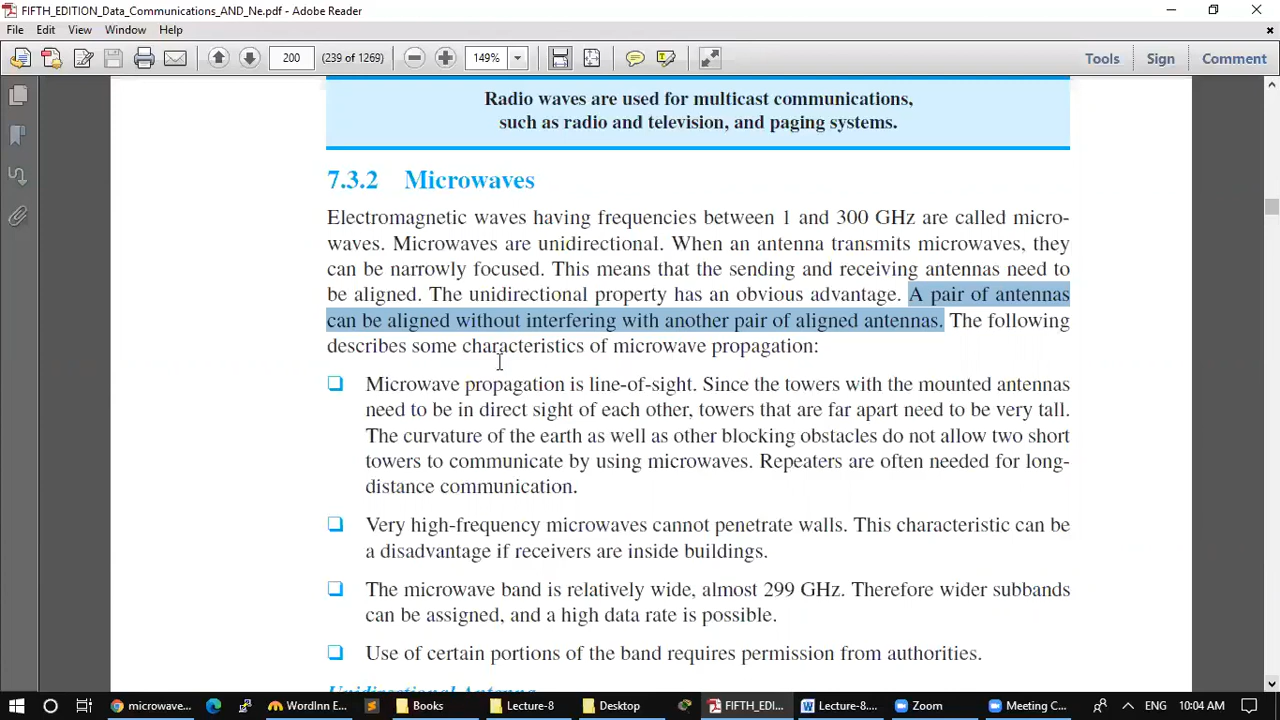 FIFTH_EDITION_Data_Communications_AND_Ne.pdf - Adobe Reader
File Edit View Window Help
200 (239 of 1269) 149% Tools Sign Comment
Radio waves are used for multicast communications,
such as radio and television, and paging systems.
7.3.2 Microwaves
Electromagnetic waves having frequencies between 1 and 300 GHz are called micro-
waves. Microwaves are unidirectional. When an antenna transmits microwaves, they
can be narrowly focused. This means that the sending and receiving antennas need to
be aligned. The unidirectional property has an obvious advantage. A pair of antennas
can be aligned without interfering with another pair of aligned antennas. The following
describes some characteristics of microwave propagation:
❑ Microwave propagation is line-of-sight. Since the towers with the mounted antennas
need to be in direct sight of each other, towers that are far apart need to be very tall.
The curvature of the earth as well as other blocking obstacles do not allow two short
towers to communicate by using microwaves. Repeaters are often needed for long-
distance communication.
❑ Very high-frequency microwaves cannot penetrate walls. This characteristic can be
a disadvantage if receivers are inside buildings.
❑ The microwave band is relatively wide, almost 299 GHz. Therefore wider subbands
can be assigned, and a high data rate is possible.
❑ Use of certain portions of the band requires permission from authorities.
Unidirectional Antenna
microwave... WordInn E... Books Lecture-8 Desktop FIFTH_EDI... Lecture-8.... Zoom Meeting C... ENG 10:04 AM